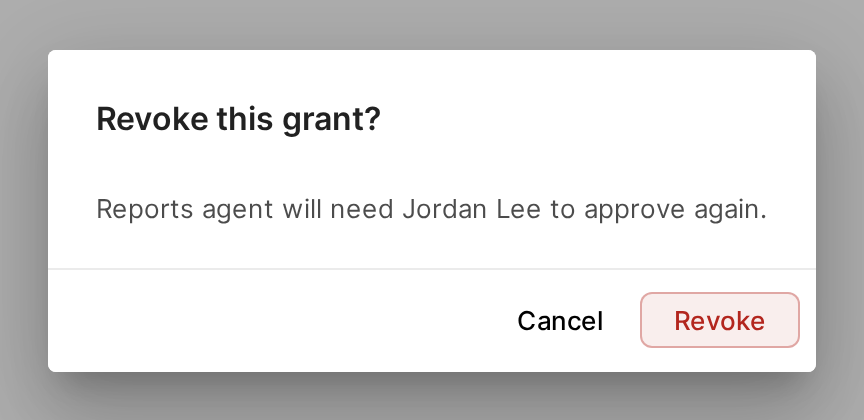 Revoke this grant?
Reports agent will need Jordan Lee to approve again.
Cancel
Revoke